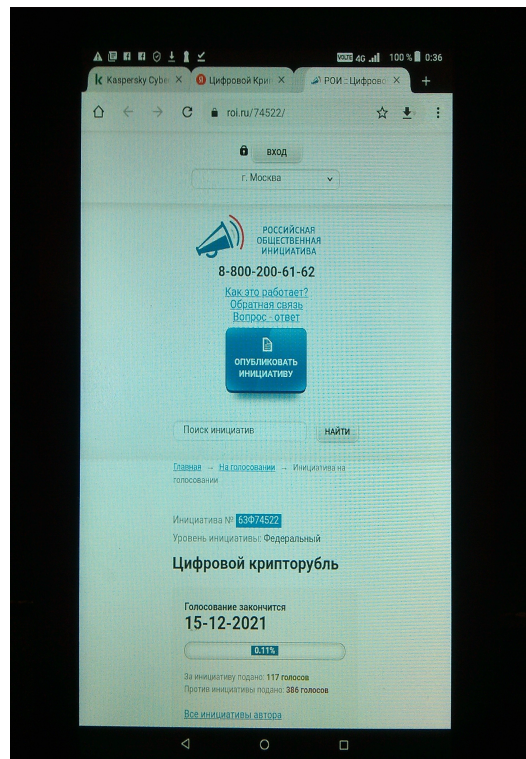 VOLTE 4G 100 % 0:36
Kaspersky Cybe ×
Цифровой Крип ×
РОИ :: Цифрово ×
roi.ru/74522/
ВХОД
г. Москва
РОССИЙСКАЯ
ОБЩЕСТВЕННАЯ
ИНИЦИАТИВА
8-800-200-61-62
Как это работает?
Обратная связь
Вопрос - ответ
ОПУБЛИКОВАТЬ
ИНИЦИАТИВУ
Поиск инициатив
НАЙТИ
Главная → На голосовании → Инициатива на
голосовании
Инициатива № 63Ф74522
Уровень инициативы: Федеральный
Цифровой крипторубль
Голосование закончится
15-12-2021
0.11%
За инициативу подано: 117 голосов
Против инициативы подано: 386 голосов
Все инициативы автора